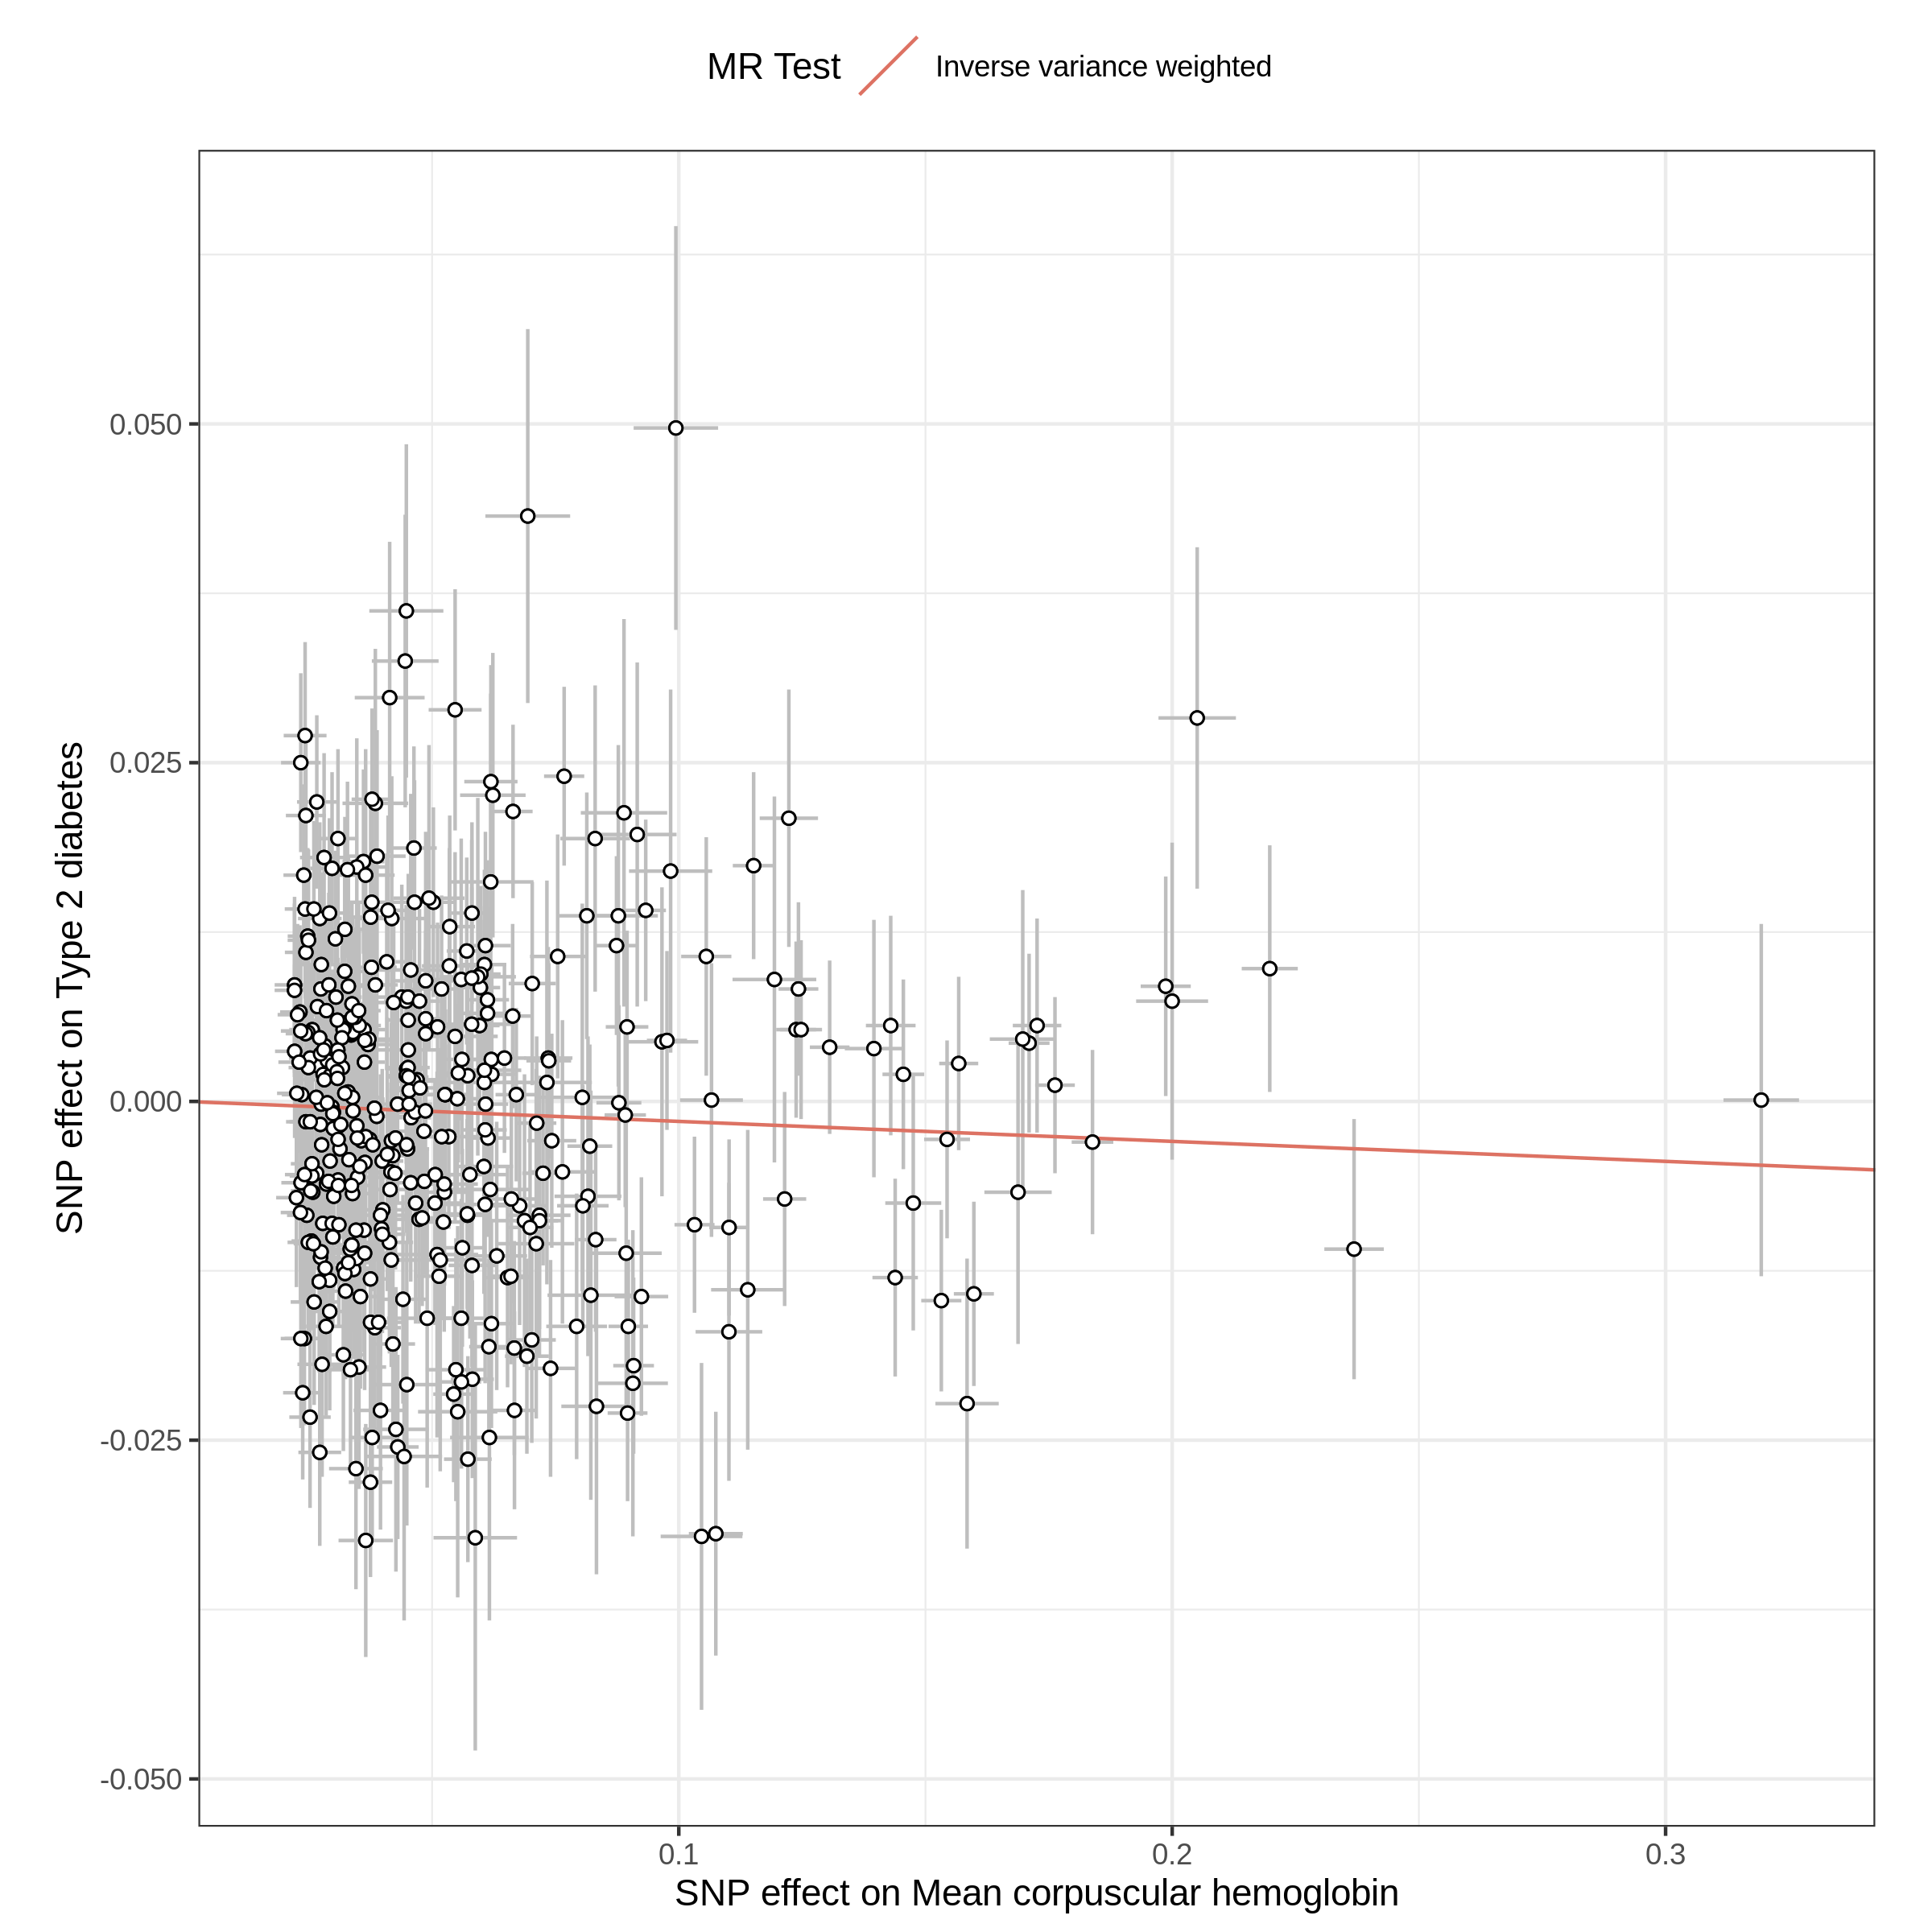 MR Test
Inverse variance weighted
SNP effect on Type 2 diabetes
0.050
0.025
0.000
-0.025
-0.050
0.1
0.2
0.3
SNP effect on Mean corpuscular hemoglobin